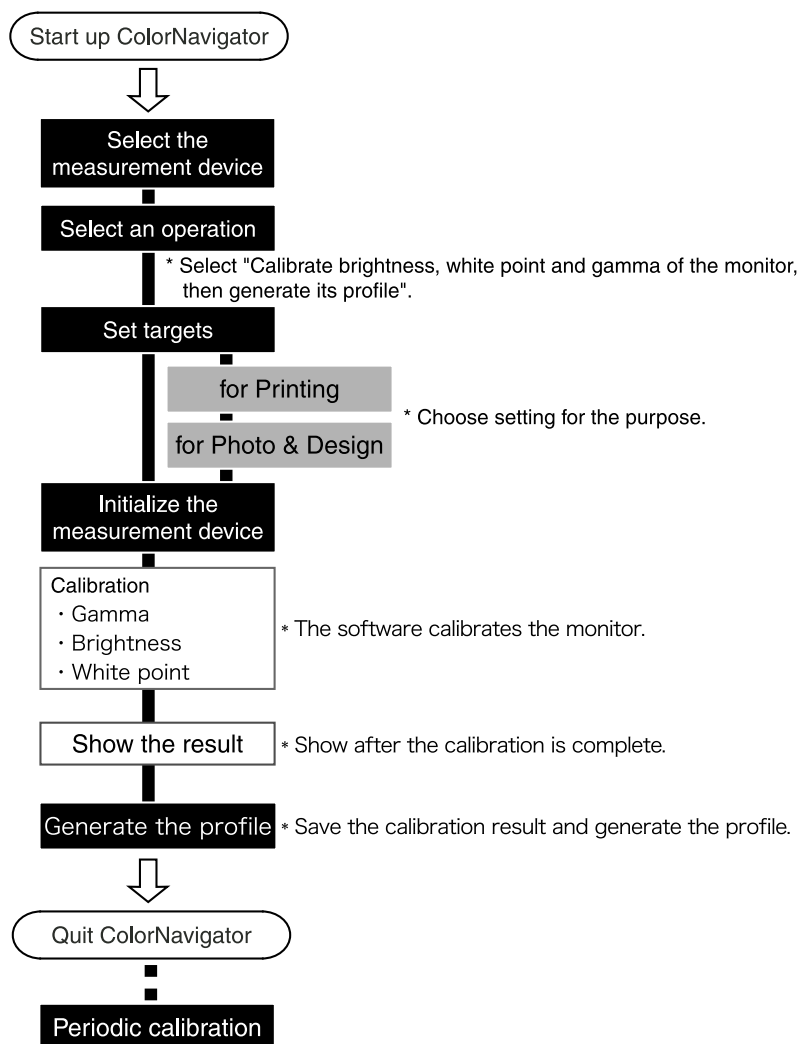 Start up ColorNavigator
Select the
measurement device
Select an operation
* Select "Calibrate brightness, white point and gamma of the monitor,
then generate its profile".
Set targets
for Printing
* Choose setting for the purpose.
for Photo & Design
Initialize the
measurement device
Calibration
・Gamma
・Brightness
・White point
* The software calibrates the monitor.
Show the result
* Show after the calibration is complete.
Generate the profile
* Save the calibration result and generate the profile.
Quit ColorNavigator
Periodic calibration